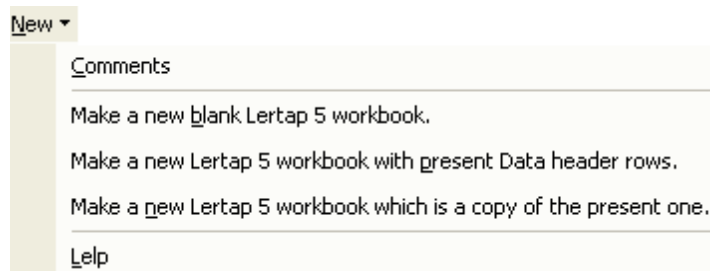 New
Comments
Make a new blank Lertap 5 workbook.
Make a new Lertap 5 workbook with present Data header rows.
Make a new Lertap 5 workbook which is a copy of the present one.
Lelp